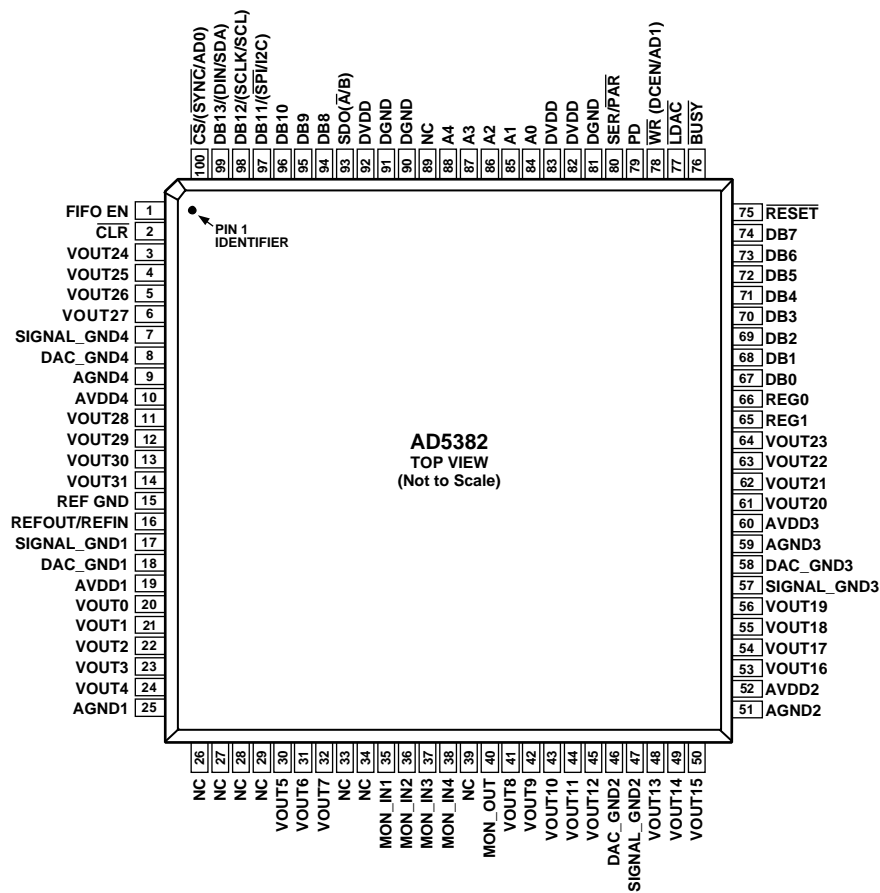 100 CS/(SYNC/AD0)
99 DB13/(DIN/SDA)
98 DB12/(SCLK/SCL)
97 DB11/(SPI/I2C)
96 DB10
95 DB9
94 DB8
93 SDO(A/B)
92 DVDD
91 DGND
90 DGND
89 NC
88 A4
87 A3
86 A2
85 A1
84 A0
83 DVDD
82 DVDD
81 DGND
80 SER/PAR
79 PD
78 WR (DCEN/AD1)
77 LDAC
76 BUSY
FIFO EN 1
CLR 2
VOUT24 3
VOUT25 4
VOUT26 5
VOUT27 6
SIGNAL_GND4 7
DAC_GND4 8
AGND4 9
AVDD4 10
VOUT28 11
VOUT29 12
VOUT30 13
VOUT31 14
REF GND 15
REFOUT/REFIN 16
SIGNAL_GND1 17
DAC_GND1 18
AVDD1 19
VOUT0 20
VOUT1 21
VOUT2 22
VOUT3 23
VOUT4 24
AGND1 25
PIN 1
IDENTIFIER
AD5382
TOP VIEW
(Not to Scale)
75 RESET
74 DB7
73 DB6
72 DB5
71 DB4
70 DB3
69 DB2
68 DB1
67 DB0
66 REG0
65 REG1
64 VOUT23
63 VOUT22
62 VOUT21
61 VOUT20
60 AVDD3
59 AGND3
58 DAC_GND3
57 SIGNAL_GND3
56 VOUT19
55 VOUT18
54 VOUT17
53 VOUT16
52 AVDD2
51 AGND2
26 NC
27 NC
28 NC
29 NC
30 VOUT5
31 VOUT6
32 VOUT7
33 NC
34 NC
35 MON_IN1
36 MON_IN2
37 MON_IN3
38 MON_IN4
39 NC
40 MON_OUT
41 VOUT8
42 VOUT9
43 VOUT10
44 VOUT11
45 VOUT12
46 DAC_GND2
47 SIGNAL_GND2
48 VOUT13
49 VOUT14
50 VOUT15